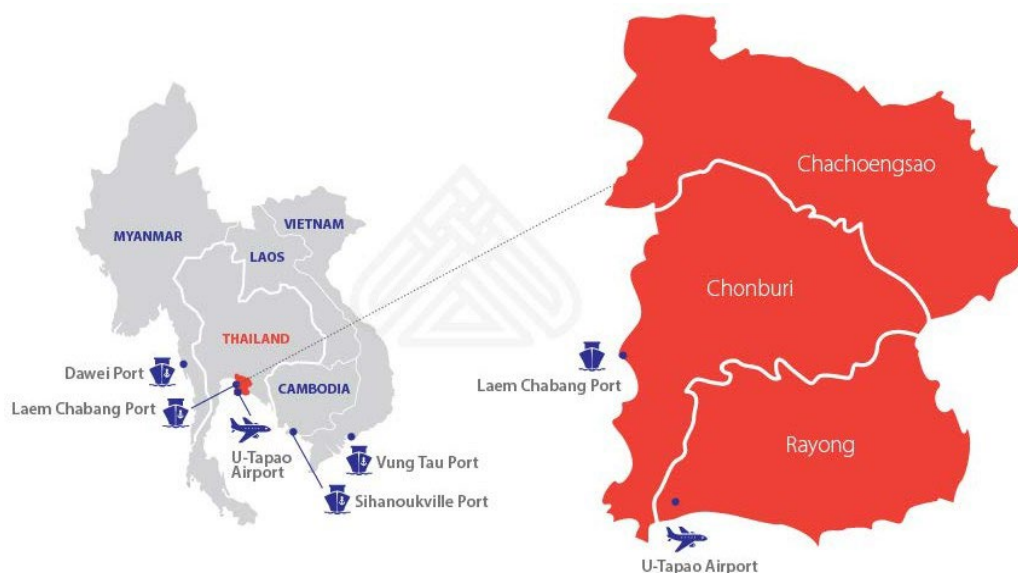 MYANMAR
VIETNAM
LAOS
THAILAND
CAMBODIA
Dawei Port
Laem Chabang Port
U-Tapao
Airport
Vung Tau Port
Sihanoukville Port
Chachoengsao
Chonburi
Laem Chabang Port
Rayong
U-Tapao Airport